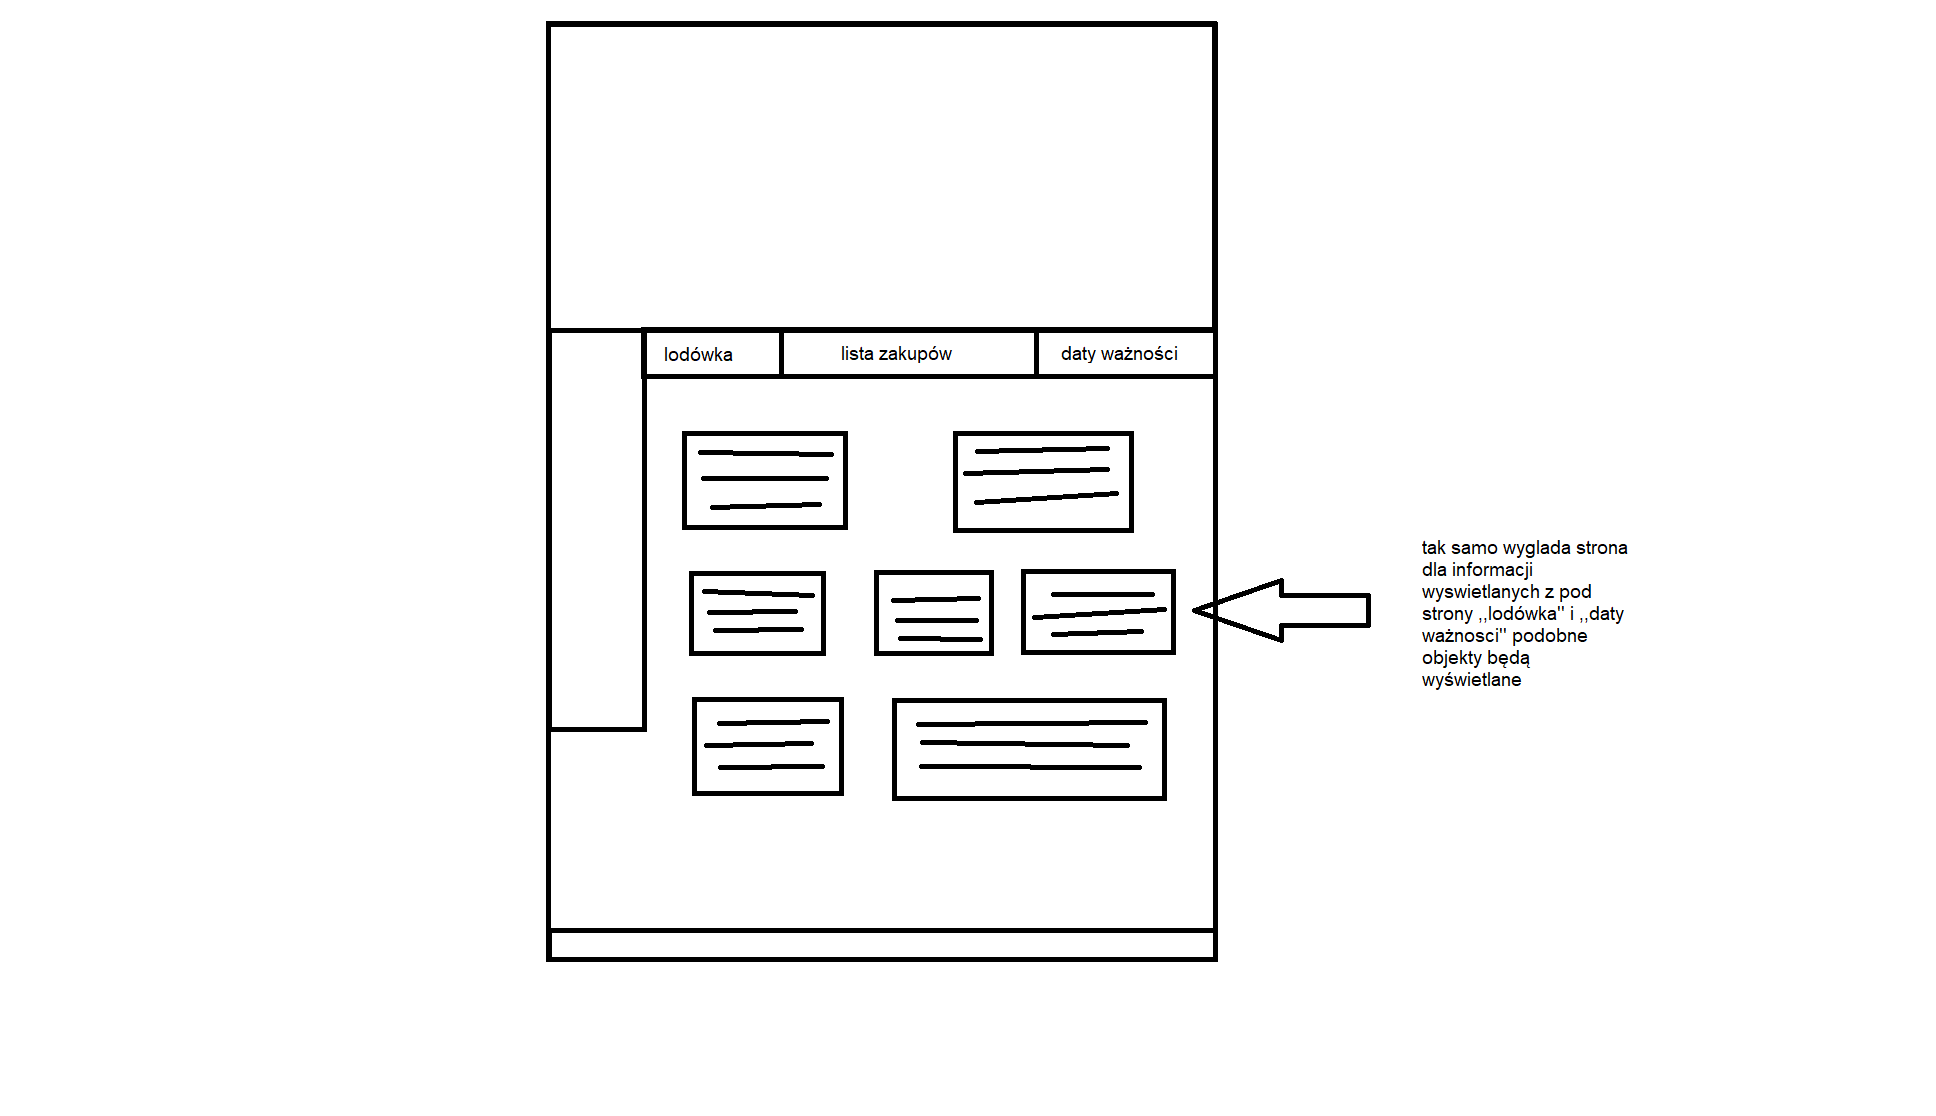 lodówka
lista zakupów
daty ważności
tak samo wyglada strona
dla informacji
wyswietlanych z pod
strony ,,lodówka'' i ,,daty
ważnosci'' podobne
objekty będą
wyświetlane